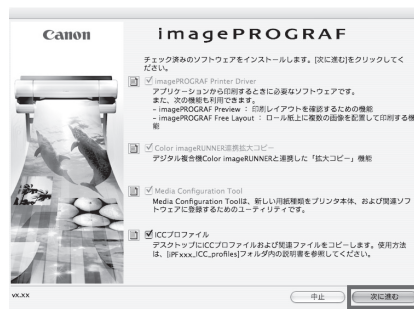 Canon
imagePROGRAF
チェック済みのソフトウェアをインストールします。[次に進む]をクリックしてく
ださい。
imagePROGRAF Printer Driver
アプリケーションから印刷するときに必要なソフトウェアです。
また、次の機能も利用できます。
– imagePROGRAF Preview ： 印刷レイアウトを確認するための機能
– imagePROGRAF Free Layout ： ロール紙上に複数の画像を配置して印刷する機
能
Color imageRUNNER連携拡大コピー
デジタル複合機Color imageRUNNERと連携した「拡大コピー」機能
Media Configuration Tool
Media Configuration Toolは、新しい用紙種類をプリンタ本体、および関連ソフ
トウェアに登録するためのユーティリティです。
ICCプロファイル
デスクトップにICCプロファイルおよび関連ファイルをコピーします。使用方法
は、[iPFxxx_ICC_profiles]フォルダ内の説明書を参照してください。
vx.xx
中止
次に進む